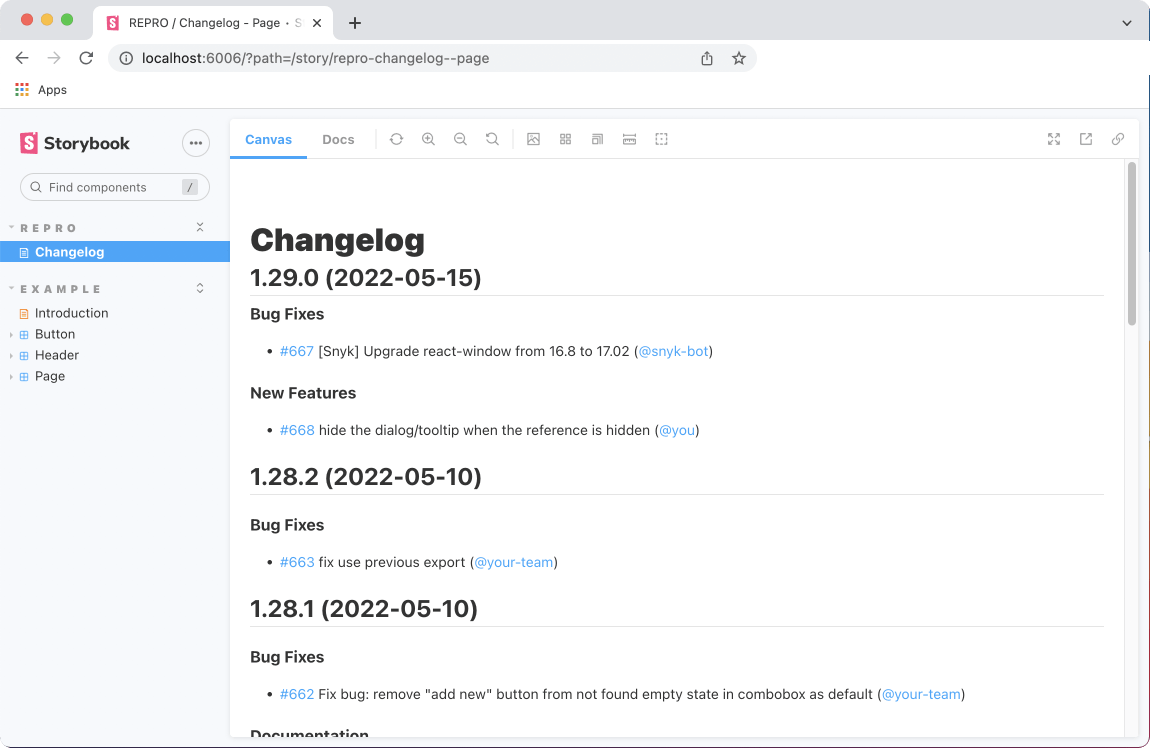 REPRO / Changelog - Page · S
localhost:6006/?path=/story/repro-changelog--page
Apps
Storybook
Find components /
REPRO
Changelog
EXAMPLE
Introduction
Button
Header
Page
Canvas Docs
Changelog
1.29.0 (2022-05-15)
Bug Fixes
• #667 [Snyk] Upgrade react-window from 16.8 to 17.02 (@snyk-bot)
New Features
• #668 hide the dialog/tooltip when the reference is hidden (@you)
1.28.2 (2022-05-10)
Bug Fixes
• #663 fix use previous export (@your-team)
1.28.1 (2022-05-10)
Bug Fixes
• #662 Fix bug: remove "add new" button from not found empty state in combobox as default (@your-team)
Documentation